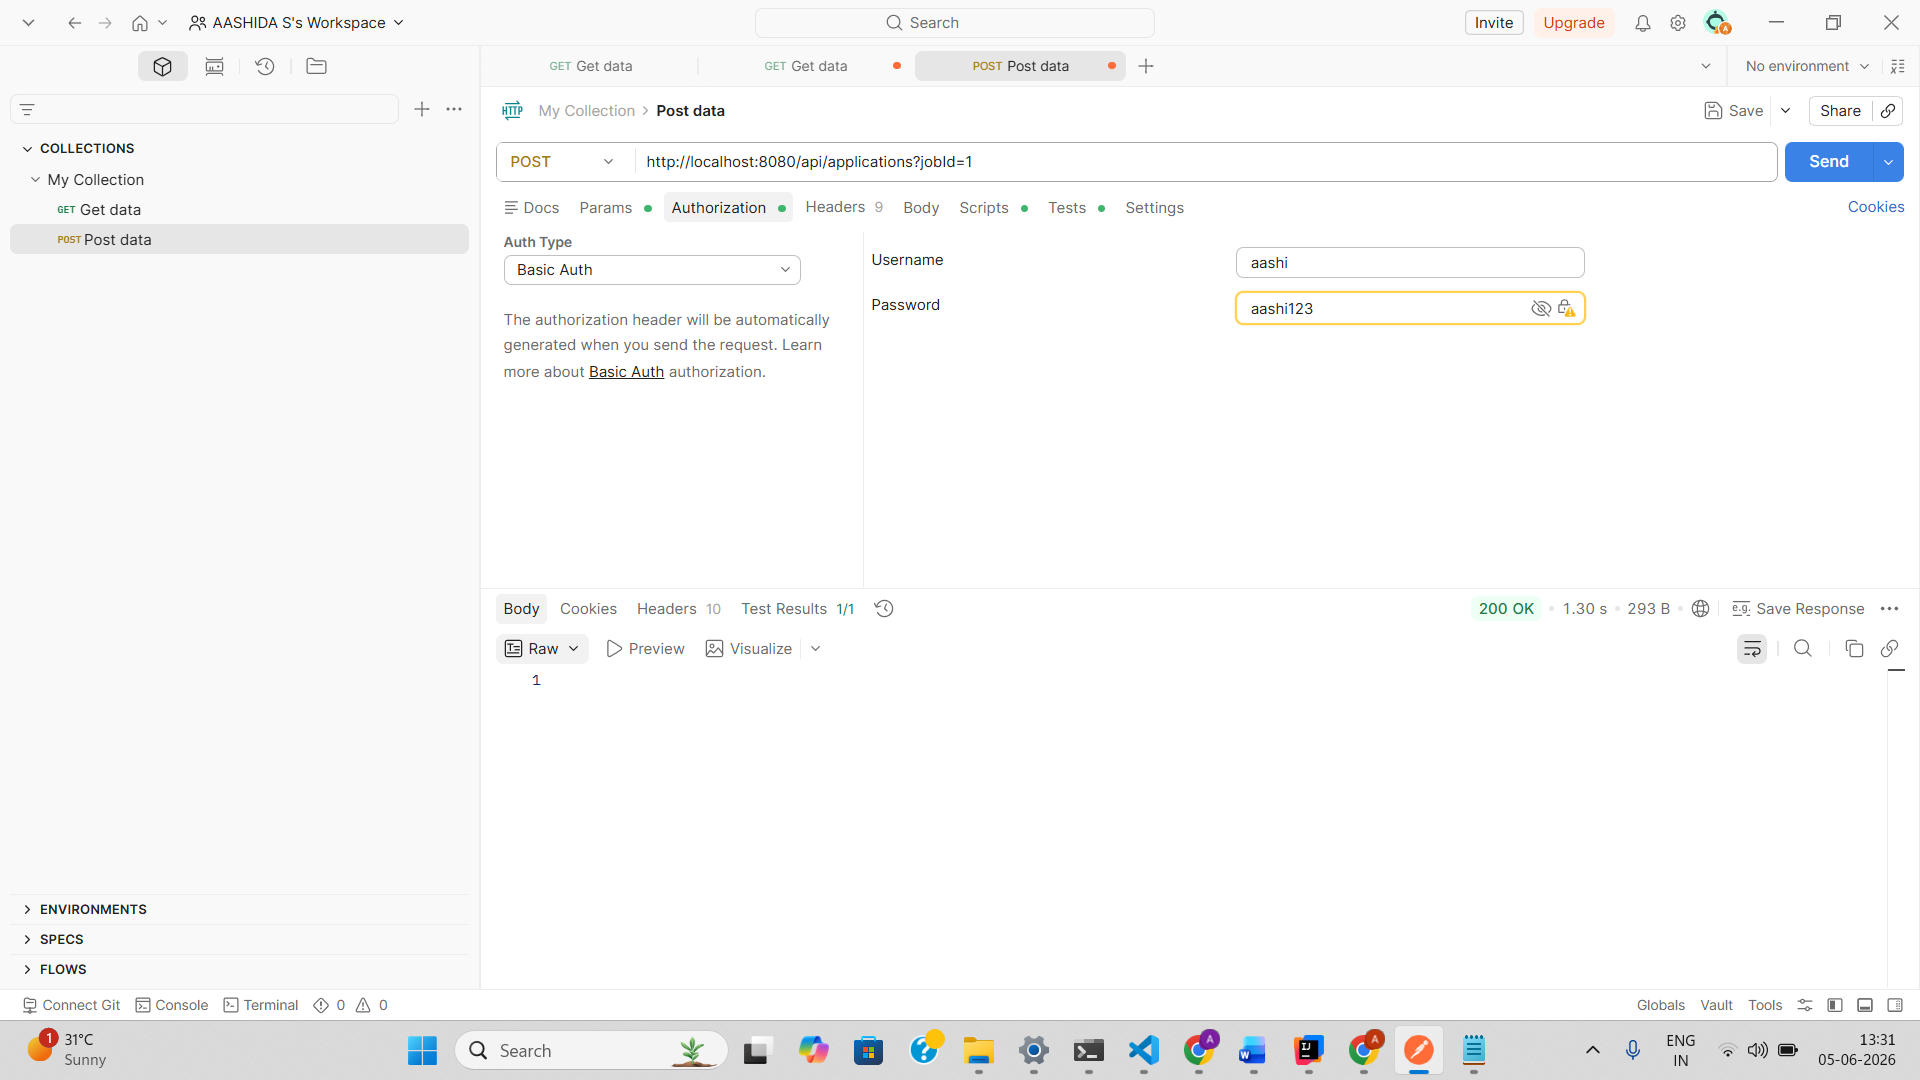 AASHIDA S's Workspace
Search
Invite
Upgrade
GET Get data
GET Get data
POST Post data
No environment
COLLECTIONS
My Collection
GET Get data
POST Post data
ENVIRONMENTS
SPECS
FLOWS
HTTP My Collection > Post data
Save
Share
POST
http://localhost:8080/api/applications?jobId=1
Send
Docs
Params
Authorization
Headers 9
Body
Scripts
Tests
Settings
Cookies
Auth Type
Basic Auth
The authorization header will be automatically
generated when you send the request. Learn
more about Basic Auth authorization.
Username
aashi
Password
aashi123
Body
Cookies
Headers 10
Test Results 1/1
200 OK
1.30 s
293 B
e.g. Save Response
Raw
Preview
Visualize
1
Connect Git
Console
Terminal
0
0
Globals
Vault
Tools
1
31°C
Sunny
Search
A
A
ENG
IN
13:31
05-06-2026